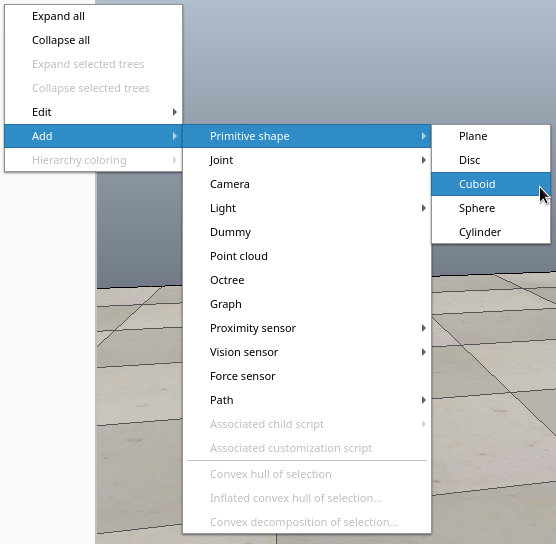 Expand all
Collapse all
Expand selected trees
Collapse selected trees
Edit
Add
Hierarchy coloring
Primitive shape
Joint
Camera
Light
Dummy
Point cloud
Octree
Graph
Proximity sensor
Vision sensor
Force sensor
Path
Associated child script
Associated customization script
Convex hull of selection
Inflated convex hull of selection...
Convex decomposition of selection...
Plane
Disc
Cuboid
Sphere
Cylinder